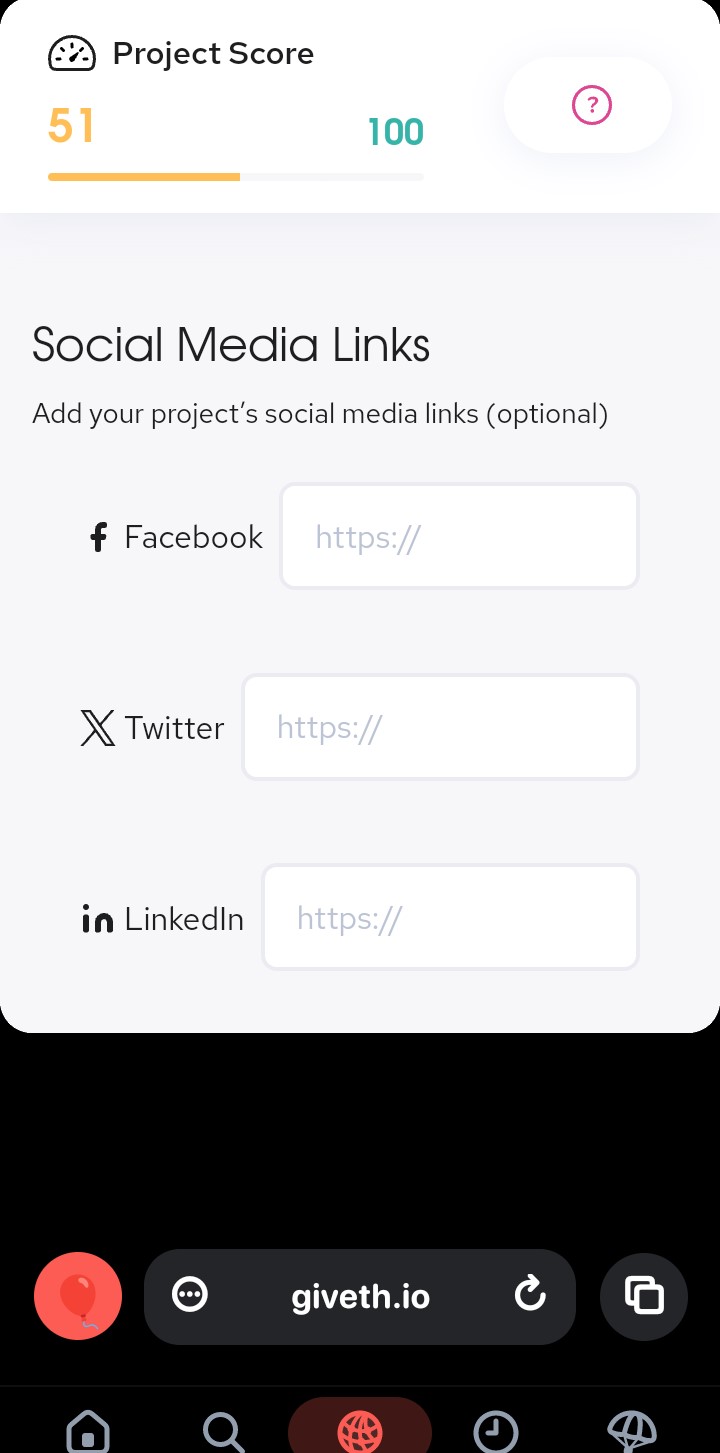 Project Score
51
100
?
Social Media Links
Add your project's social media links (optional)
Facebook
https://
Twitter
https://
LinkedIn
https://
giveth.io